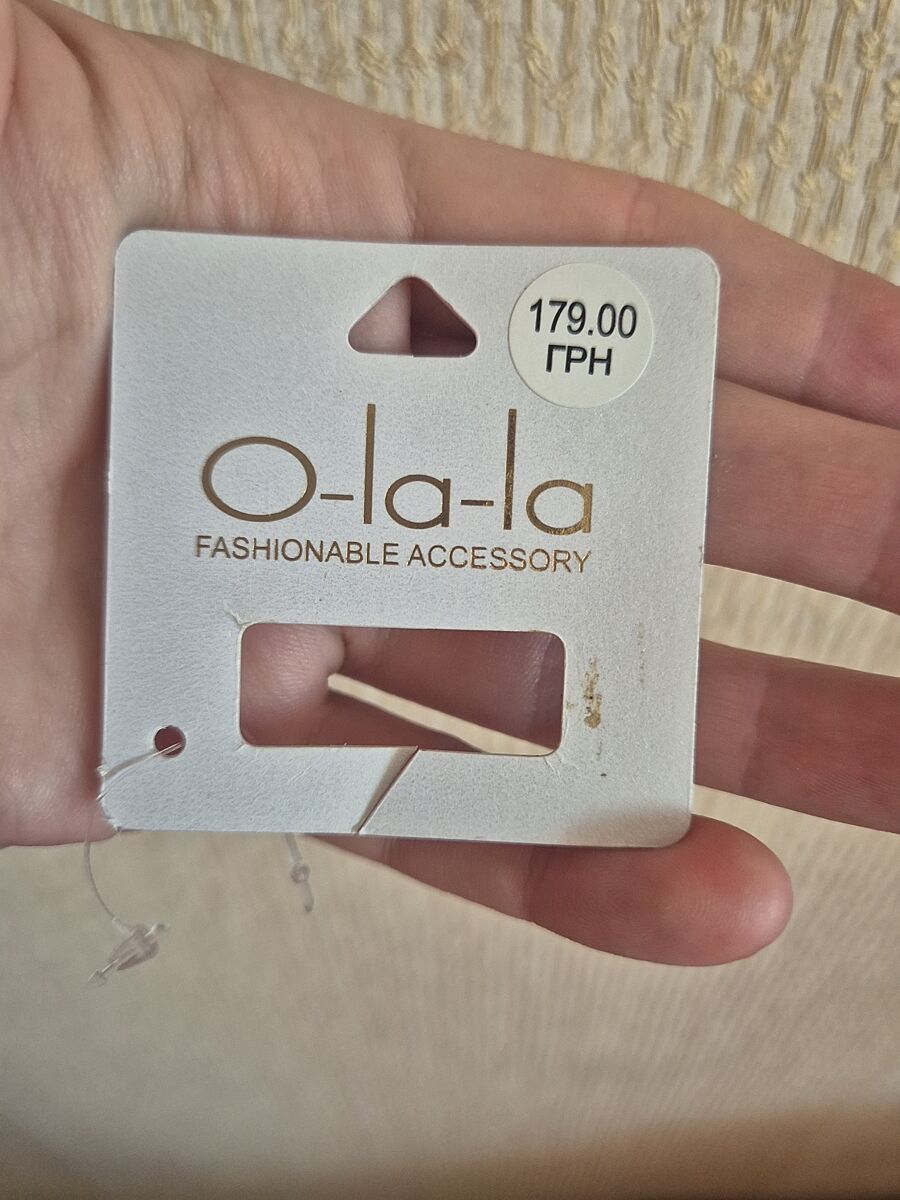 179.00
ГРН
o-la-la
FASHIONABLE ACCESSORY